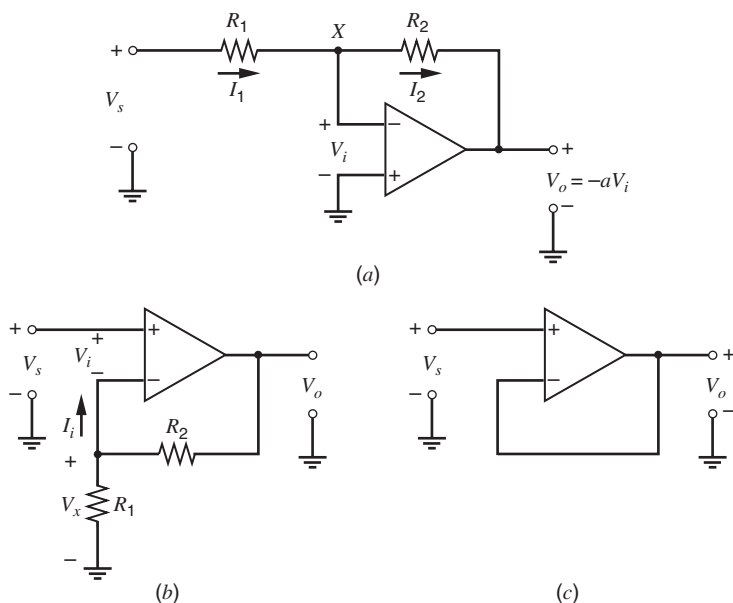 R₁ X R₂
+ I₁ I₂
Vₛ + −
− Vᵢ +
− + Vₒ = −aVᵢ
−
(a)
+ + + + +
Vₛ Vᵢ − Vₛ − Vₒ
− − Vₒ − −
Iᵢ R₂
+
Vₓ R₁
−
(b) (c)